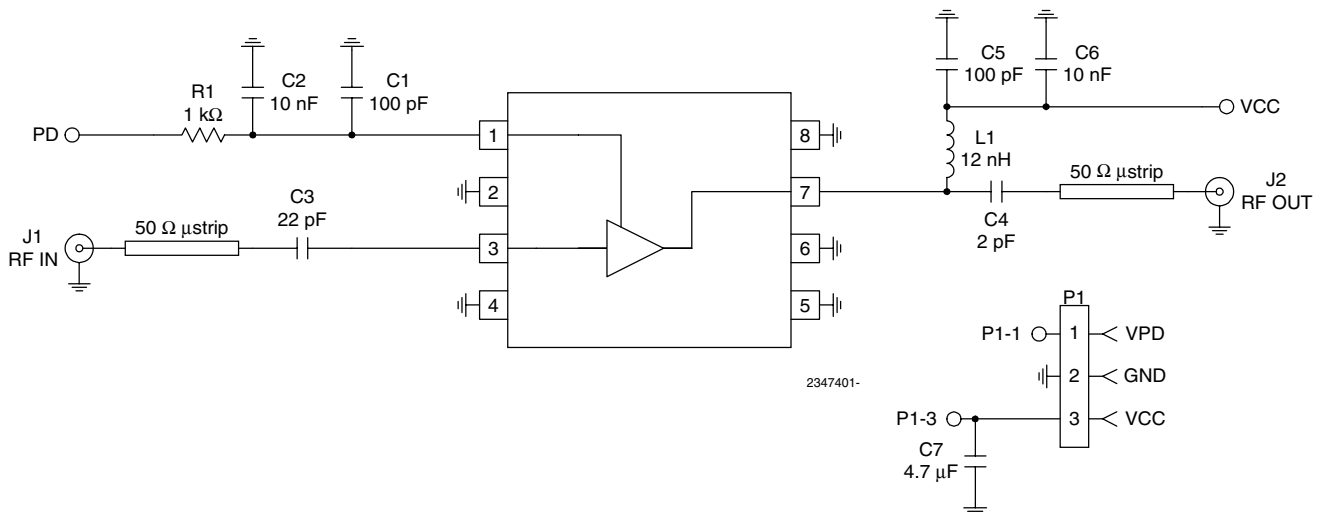 R1
1 kΩ
C2
10 nF
C1
100 pF
PD
1
2
3
4
8
7
6
5
C5
100 pF
C6
10 nF
VCC
L1
12 nH
50 Ω μstrip
J2
RF OUT
C4
2 pF
J1
RF IN
50 Ω μstrip
C3
22 pF
2347401-
P1
P1-1
1
VPD
2
GND
P1-3
3
VCC
C7
4.7 μF